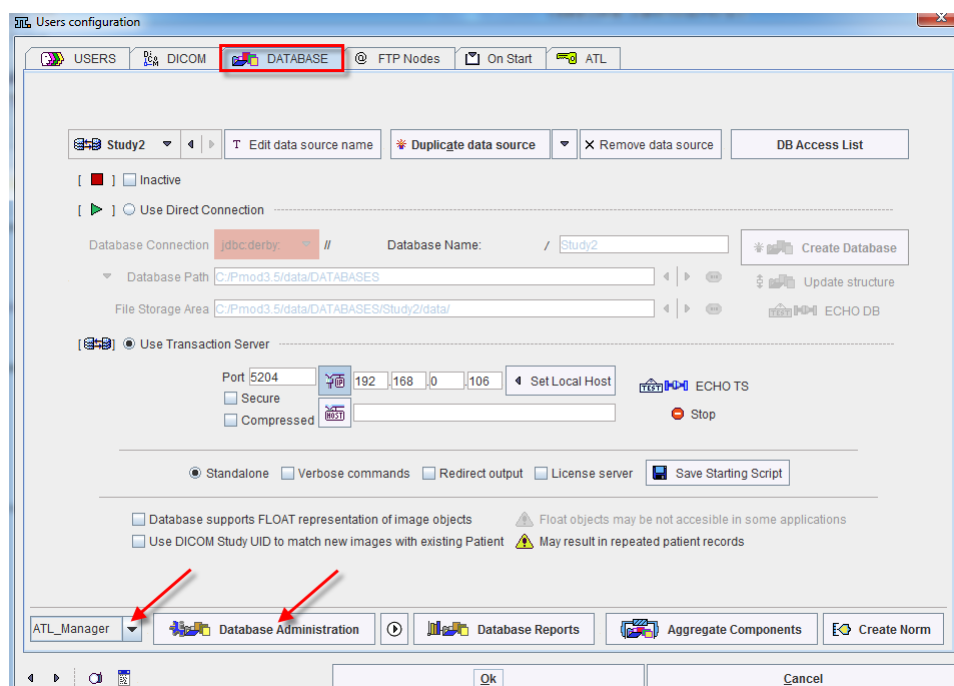 Users configuration
USERS DICOM DATABASE @ FTP Nodes On Start ATL
Study2 T Edit data source name Duplicate data source Remove data source DB Access List
[ ] Inactive
[ ] Use Direct Connection
Database Connection jdbc:derby: // Database Name: / Study2 Create Database
Database Path C:/Pmod3.5/data/DATABASES Update structure
File Storage Area C:/Pmod3.5/data/DATABASES/Study2/data/ ECHO DB
[ ] Use Transaction Server
Port 5204 IP 192 .168 .0 .106 Set Local Host TEST ECHO TS
Secure
Compressed HOST Stop
Standalone Verbose commands Redirect output License server Save Starting Script
Database supports FLOAT representation of image objects Float objects may be not accesible in some applications
Use DICOM Study UID to match new images with existing Patient May result in repeated patient records
ATL_Manager Database Administration Database Reports Aggregate Components Create Norm
Ok Cancel